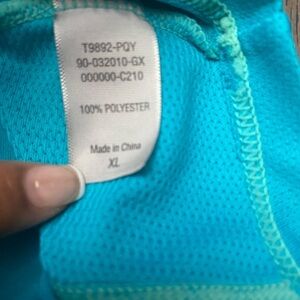 T9892-PQY
90-032010-GX
000000-C210
100% POLYESTER
Made in China
XL